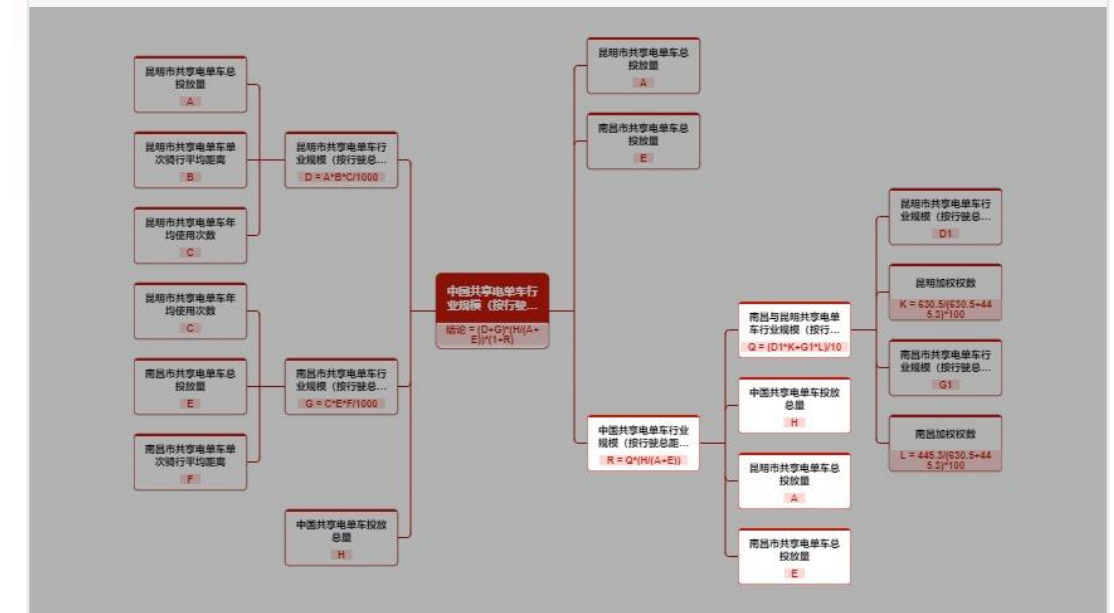 昆明市共享电单车总
投放量
A
昆明市共享电单车单
次骑行平均距离
B
昆明市共享电单车年
均使用次数
C
昆明市共享电单车行
业规模（按行驶总...
D = A*B*C/1000
昆明市共享电单车年
均使用次数
C
南昌市共享电单车总
投放量
E
南昌市共享电单车单
次骑行平均距离
F
南昌市共享电单车行
业规模（按行驶总...
G = C*E*F/1000
中国共享电单车投放
总量
H
中国共享电单车行
业规模（按行驶...
结论 = (D+G)*(H/(A+
E))*(1+R)
昆明市共享电单车总
投放量
A
南昌市共享电单车总
投放量
E
中国共享电单车行业
规模（按行驶总距...
R = Q*(H/(A+E))
南昌与昆明共享电单
车行业规模（按行...
Q = (D1*K+G1*L)/10
中国共享电单车投放
总量
H
昆明市共享电单车总
投放量
A
南昌市共享电单车总
投放量
E
昆明市共享电单车行
业规模（按行驶总...
D1
昆明加权权数
K = 630.5/(630.5+44
5.3)*100
南昌市共享电单车行
业规模（按行驶总...
G1
南昌加权权数
L = 445.3/(630.5+44
5.3)*100